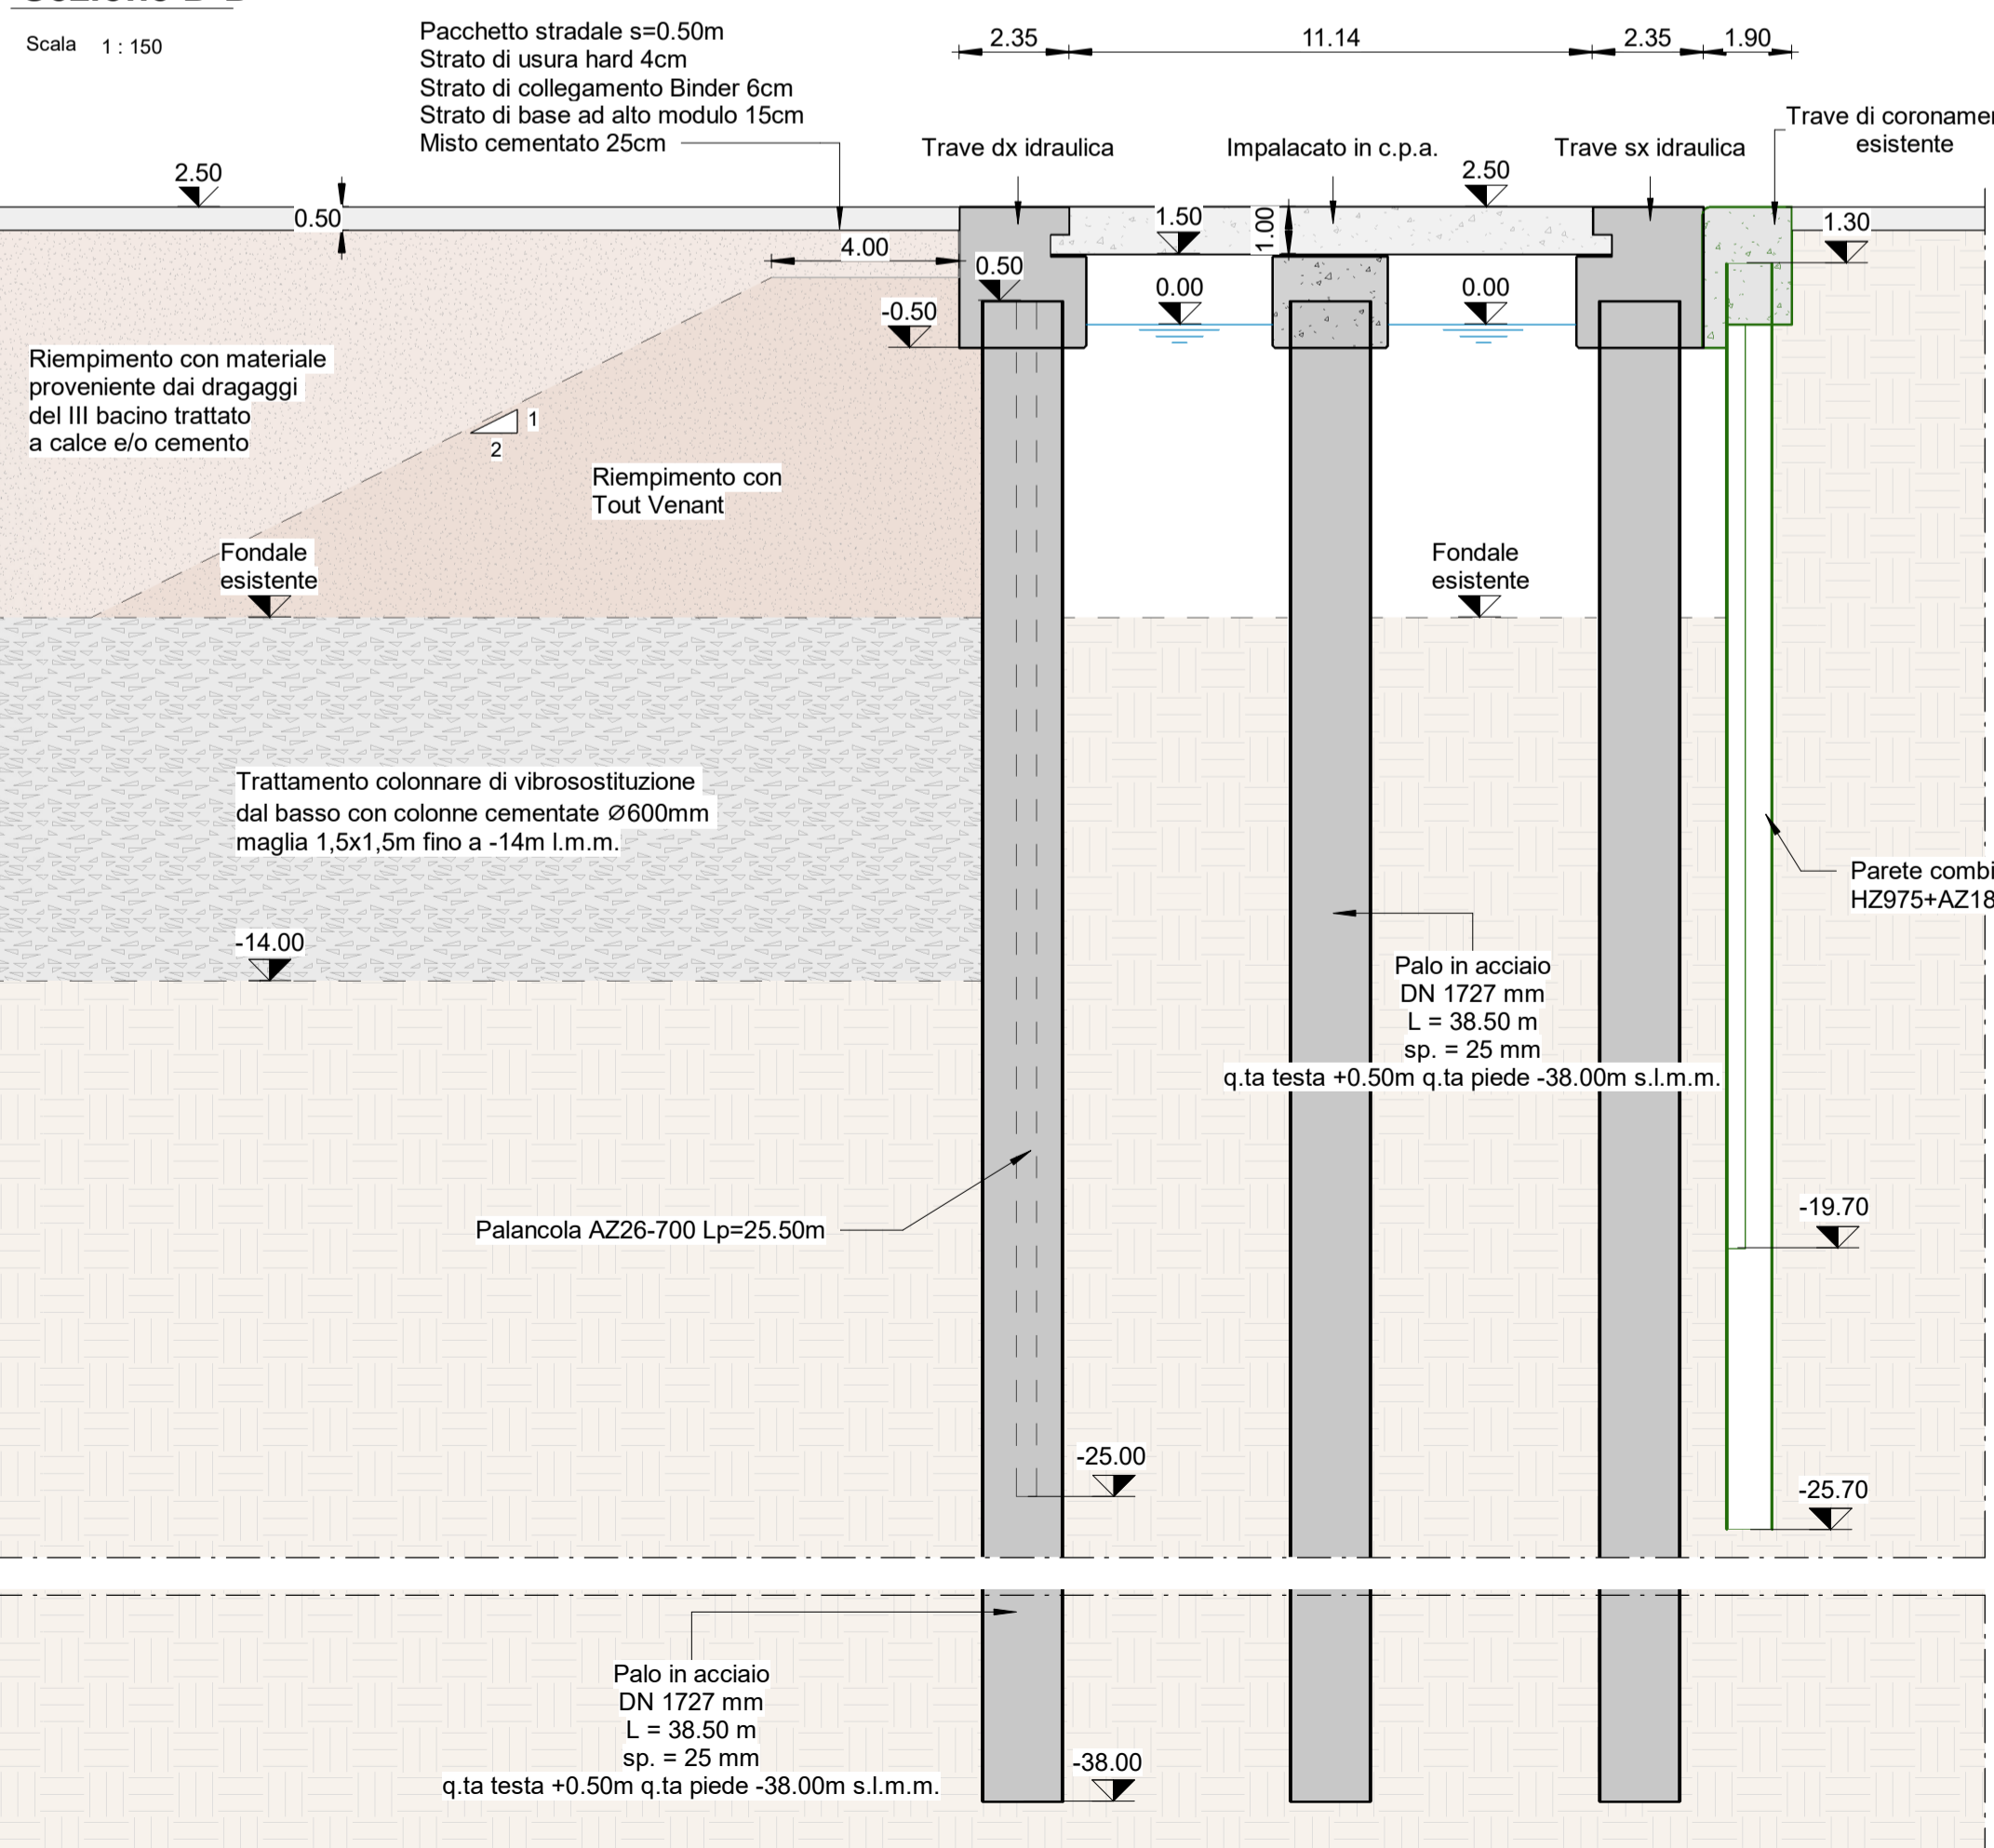 Scala 1 : 150
Pacchetto stradale s=0.50m
Strato di usura hard 4cm
Strato di collegamento Binder 6cm
Strato di base ad alto modulo 15cm
Misto cementato 25cm
2.35
11.14
2.35
1.90
Trave dx idraulica
Impalacato in c.p.a.
Trave sx idraulica
Trave di coronamen
esistente
2.50
0.50
4.00
0.50
-0.50
1.50
1.00
2.50
1.30
0.00
0.00
Riempimento con materiale
proveniente dai dragaggi
del III bacino trattato
a calce e/o cemento
1
2
Riempimento con
Tout Venant
Fondale
esistente
Fondale
esistente
Trattamento colonnare di vibrosostituzione
dal basso con colonne cementate Ø600mm
maglia 1,5x1,5m fino a -14m l.m.m.
-14.00
Parete combi
HZ975+AZ18
Palo in acciaio
DN 1727 mm
L = 38.50 m
sp. = 25 mm
q.ta testa +0.50m q.ta piede -38.00m s.l.m.m.
Palancola AZ26-700 Lp=25.50m
-19.70
-25.00
-25.70
Palo in acciaio
DN 1727 mm
L = 38.50 m
sp. = 25 mm
q.ta testa +0.50m q.ta piede -38.00m s.l.m.m.
-38.00